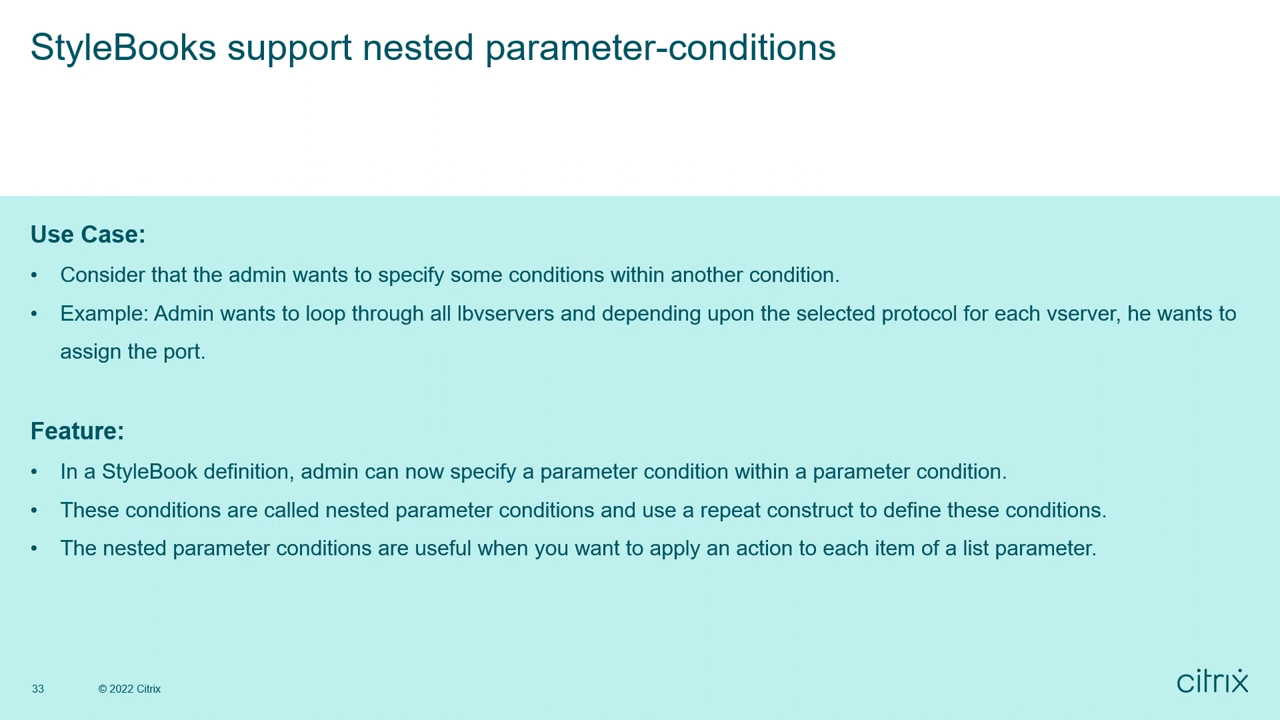 StyleBooks support nested parameter-conditions
Use Case:
• Consider that the admin wants to specify some conditions within another condition.
• Example: Admin wants to loop through all lbvservers and depending upon the selected protocol for each vserver, he wants to
assign the port.
Feature:
• In a StyleBook definition, admin can now specify a parameter condition within a parameter condition.
• These conditions are called nested parameter conditions and use a repeat construct to define these conditions.
• The nested parameter conditions are useful when you want to apply an action to each item of a list parameter.
33 © 2022 Citrix
citrix